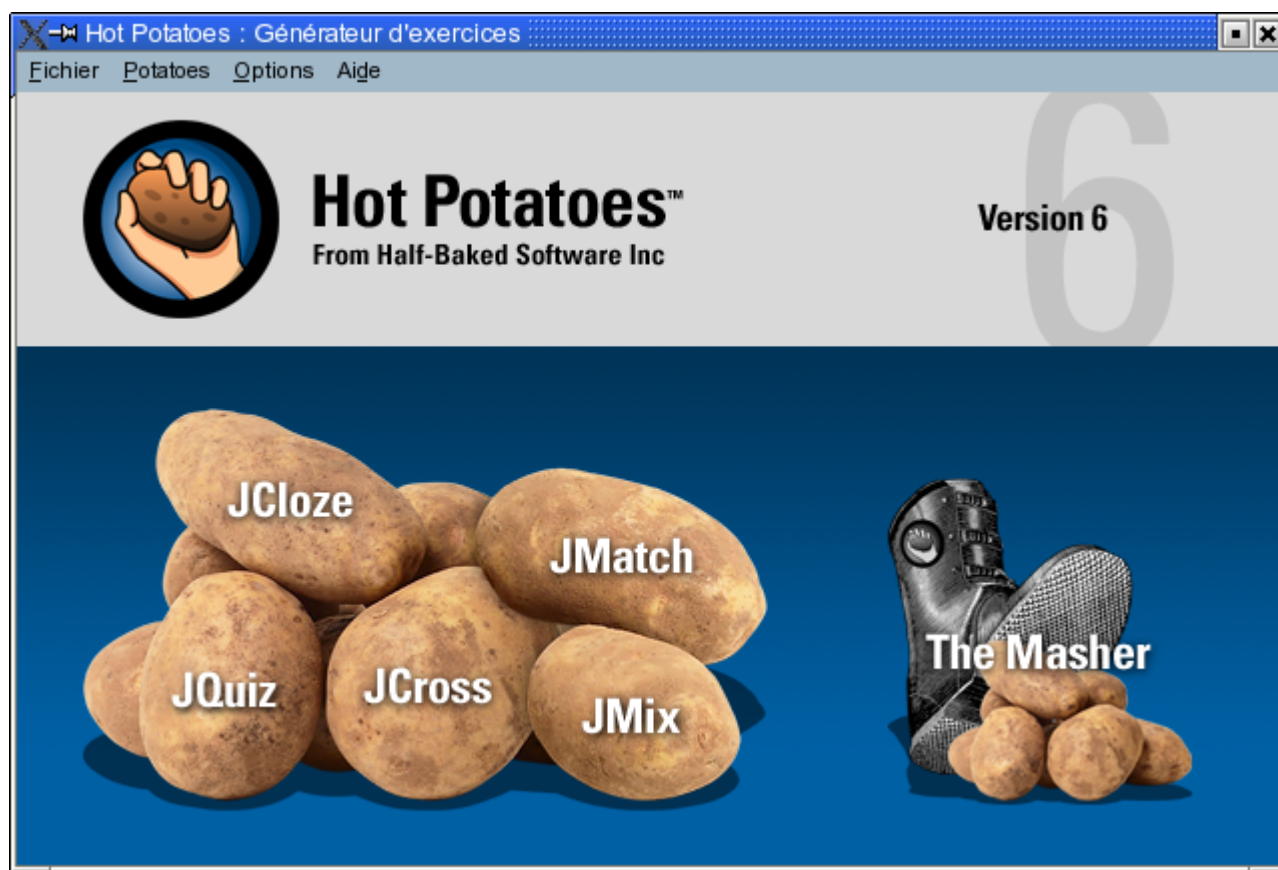 Hot Potatoes : Générateur d'exercices
Fichier Potatoes Options Aide
6
Hot Potatoes™
From Half-Baked Software Inc
Version 6
JCloze
JMatch
JQuiz
JCross
JMix
The Masher